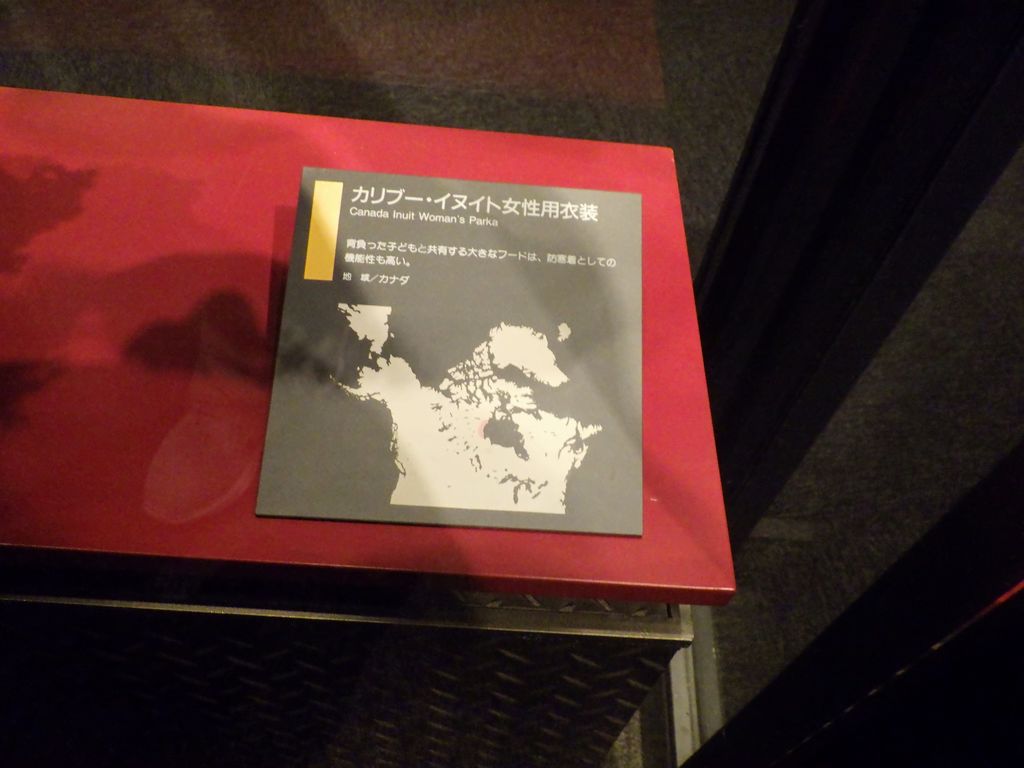 カリブー・イヌイト女性用衣装
Canada Inuit Woman's Parka
背負った子どもと共有する大きなフードは、防寒着としての
機能性も高い。
地　域／カナダ